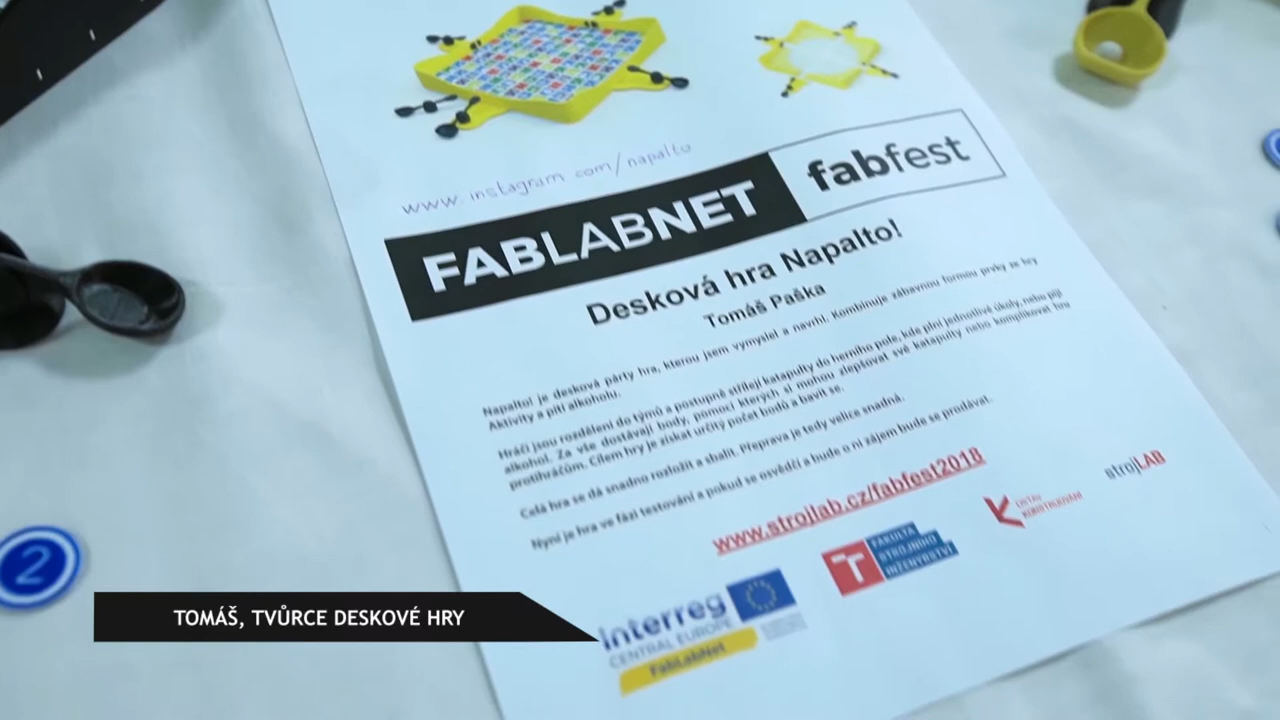 www.instagram com/napalto
FABLABNET fabfest
Desková hra Napalto!
Tomáš Paška
Napalto! je desková párty hra, kterou jsem vymyslel a navrhl. Kombinuje zábavnou formou prvky ze hry
Aktivity a pití alkoholu.
Hráči jsou rozděleni do týmů a postupně střílejí katapulty do herního pole, kde plní jednotlivé úkoly, nebo pijí
alkohol. Za vše dostávají body, pomocí kterých si mohou zlepšovat své katapulty nebo komplikovat hru
protihráčům. Cílem hry je získat určitý počet bodů a bavit se.
Celá hra se dá snadno rozložit a sbalit. Přeprava je tedy velice snadná.
Nyní je hra ve fázi testování a pokud se osvědčí a bude o ni zájem bude se prodávat.
www.strojlab.cz/fabfest2018
strojLAB
ÚSTAV
KONSTRUOVÁNÍ
FAKULTA
STROJNÍHO
INŽENÝRSTVÍ
Interreg
CENTRAL EUROPE
FabLabNet
2
TOMÁŠ, TVŮRCE DESKOVÉ HRY